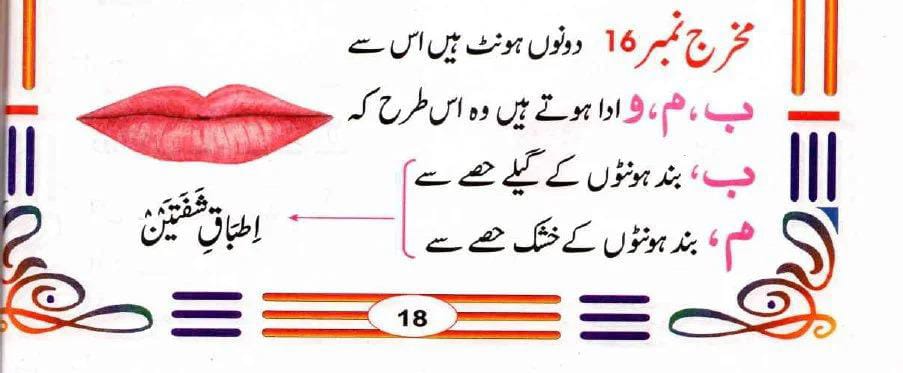 مخرج نمبر 16 دونوں ہونٹ ہیں اس سے
ب، م، و ادا ہوتے ہیں وہ اس طرح کہ
ب، بند ہونٹوں کے گیلے حصے سے
م، بند ہونٹوں کے خشک حصے سے
اِطبَاقِ شَفَتَیْنْ
18